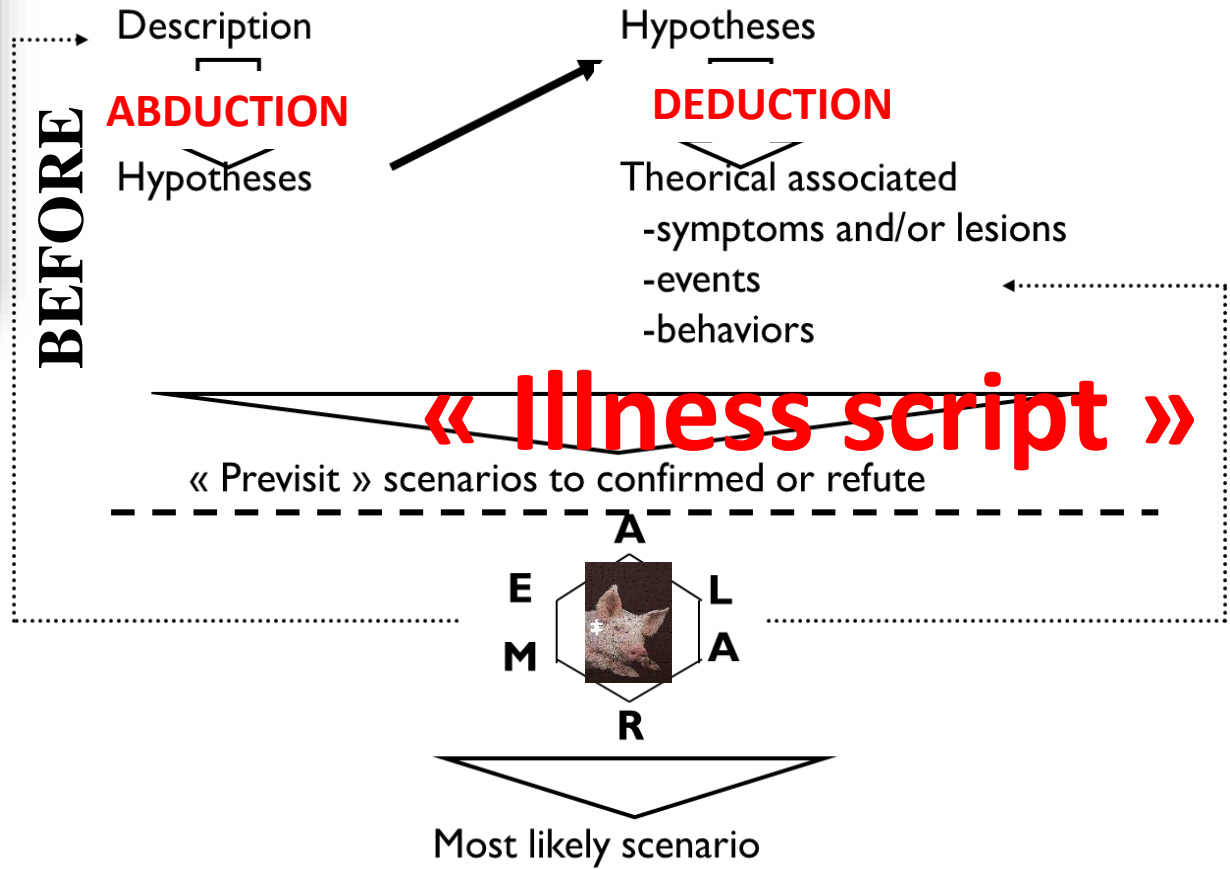 Description
ABDUCTION
Hypotheses
Hypotheses
DEDUCTION
Theorical associated
-symptoms and/or lesions
-events
-behaviors
BEFORE
« Illness script »
« Previsit » scenarios to confirmed or refute
A
L
A
R
M
E
Most likely scenario